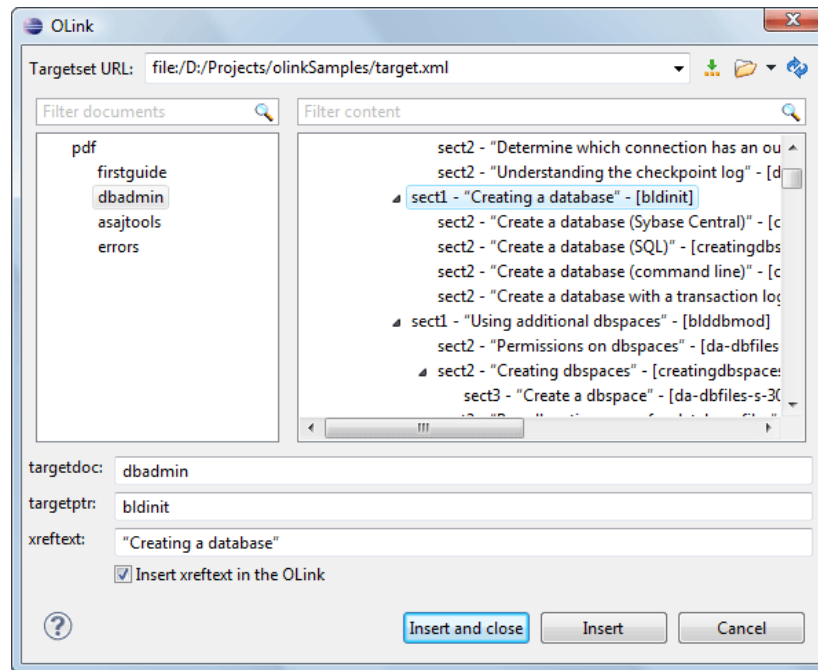 OLink
Targetset URL: file:/D:/Projects/olinkSamples/target.xml
Filter documents
Filter content
pdf
firstguide
dbadmin
asajtools
errors
sect2 - "Determine which connection has an ou
sect2 - "Understanding the checkpoint log" - [d
sect1 - "Creating a database" - [bldinit]
sect2 - "Create a database (Sybase Central)" - [c
sect2 - "Create a database (SQL)" - [creatingdbs
sect2 - "Create a database (command line)" - [c
sect2 - "Create a database with a transaction log
sect1 - "Using additional dbspaces" - [blddbmod]
sect2 - "Permissions on dbspaces" - [da-dbfiles
sect2 - "Creating dbspaces" - [creatingdbspaces
sect3 - "Create a dbspace" - [da-dbfiles-s-30
targetdoc: dbadmin
targetptr: bldinit
xreftext: "Creating a database"
Insert xreftext in the OLink
? Insert and close Insert Cancel